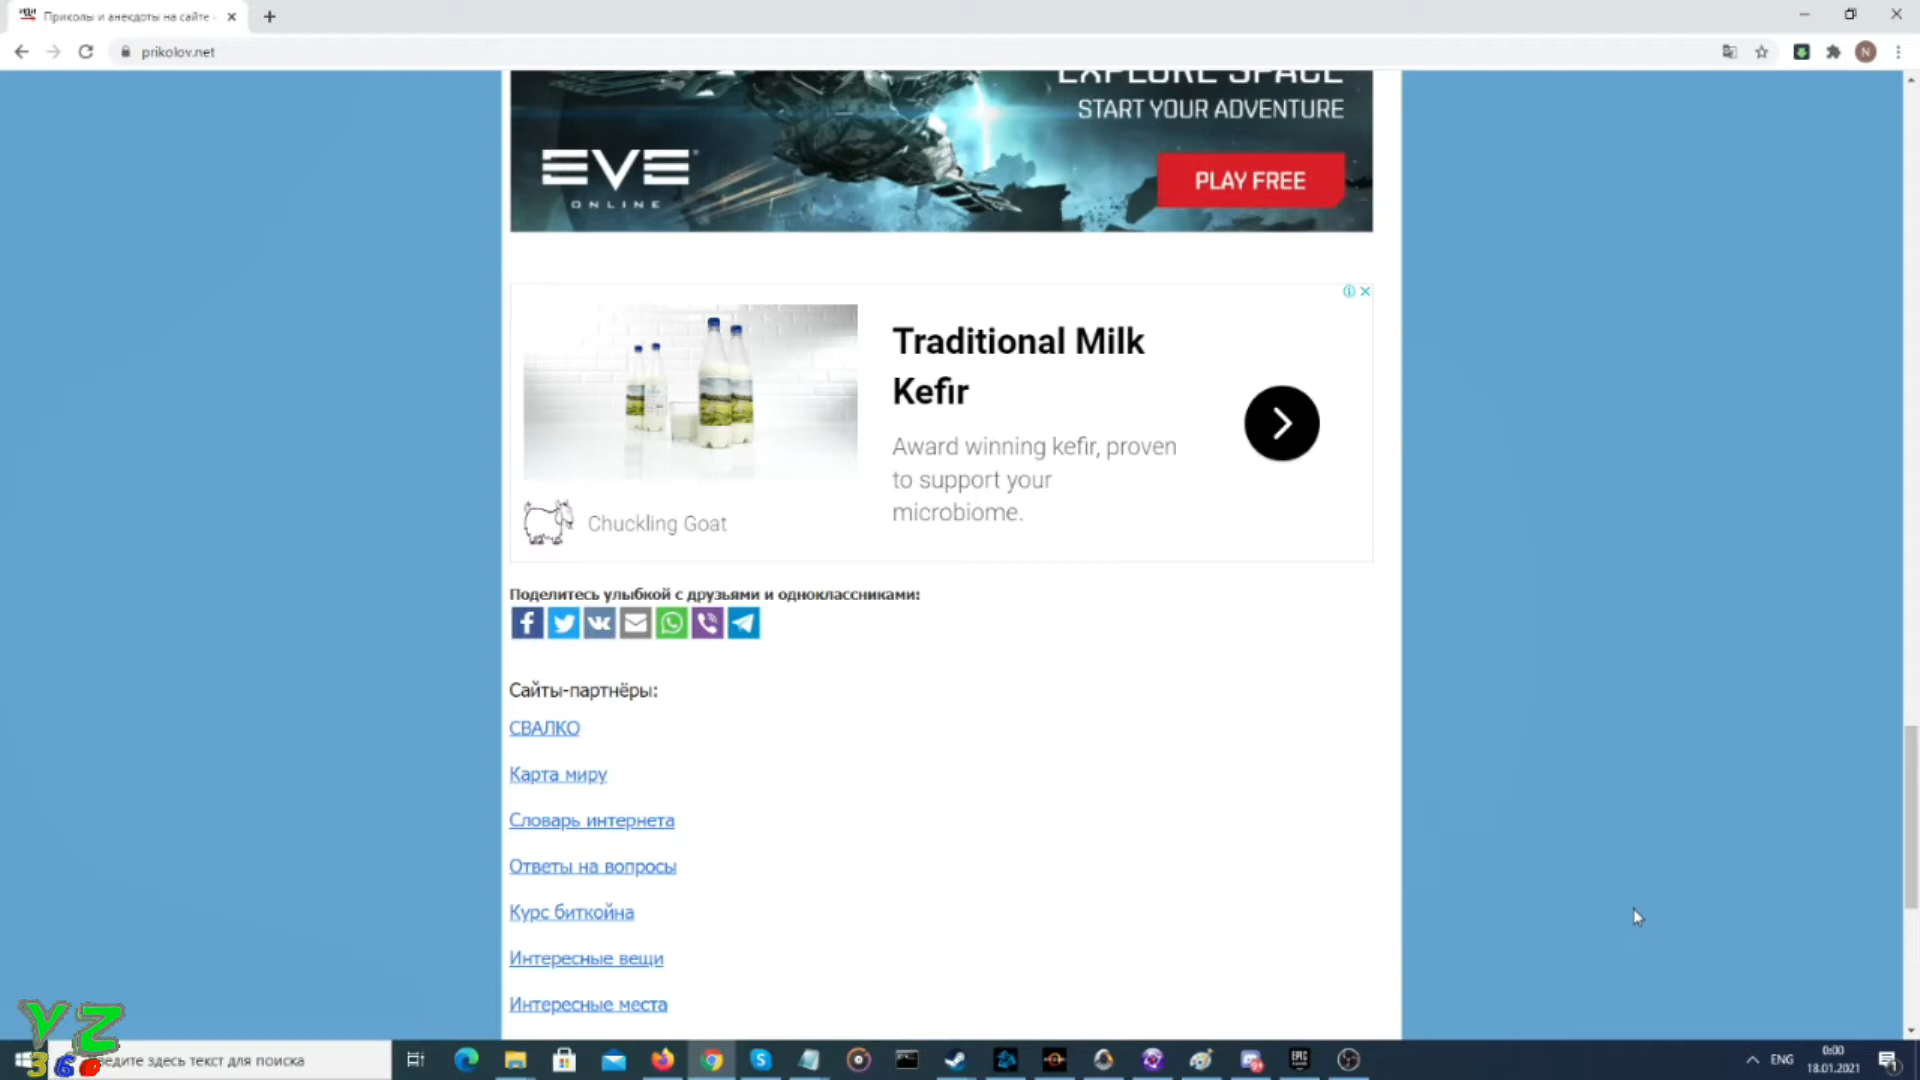 Приколы и анекдоты на сайте -
prikolov.net
EXPLORE SPACE
START YOUR ADVENTURE
EVE
ONLINE
PLAY FREE
Traditional Milk
Kefir
Award winning kefir, proven
to support your
microbiome.
Chuckling Goat
Поделитесь улыбкой с друзьями и одноклассниками:
Сайты-партнёры:
СВАЛКО
Карта миру
Словарь интернета
Ответы на вопросы
Курс биткойна
Интересные вещи
Интересные места
YZ
360
ведите здесь текст для поиска
ENG
0:00
18.01.2021